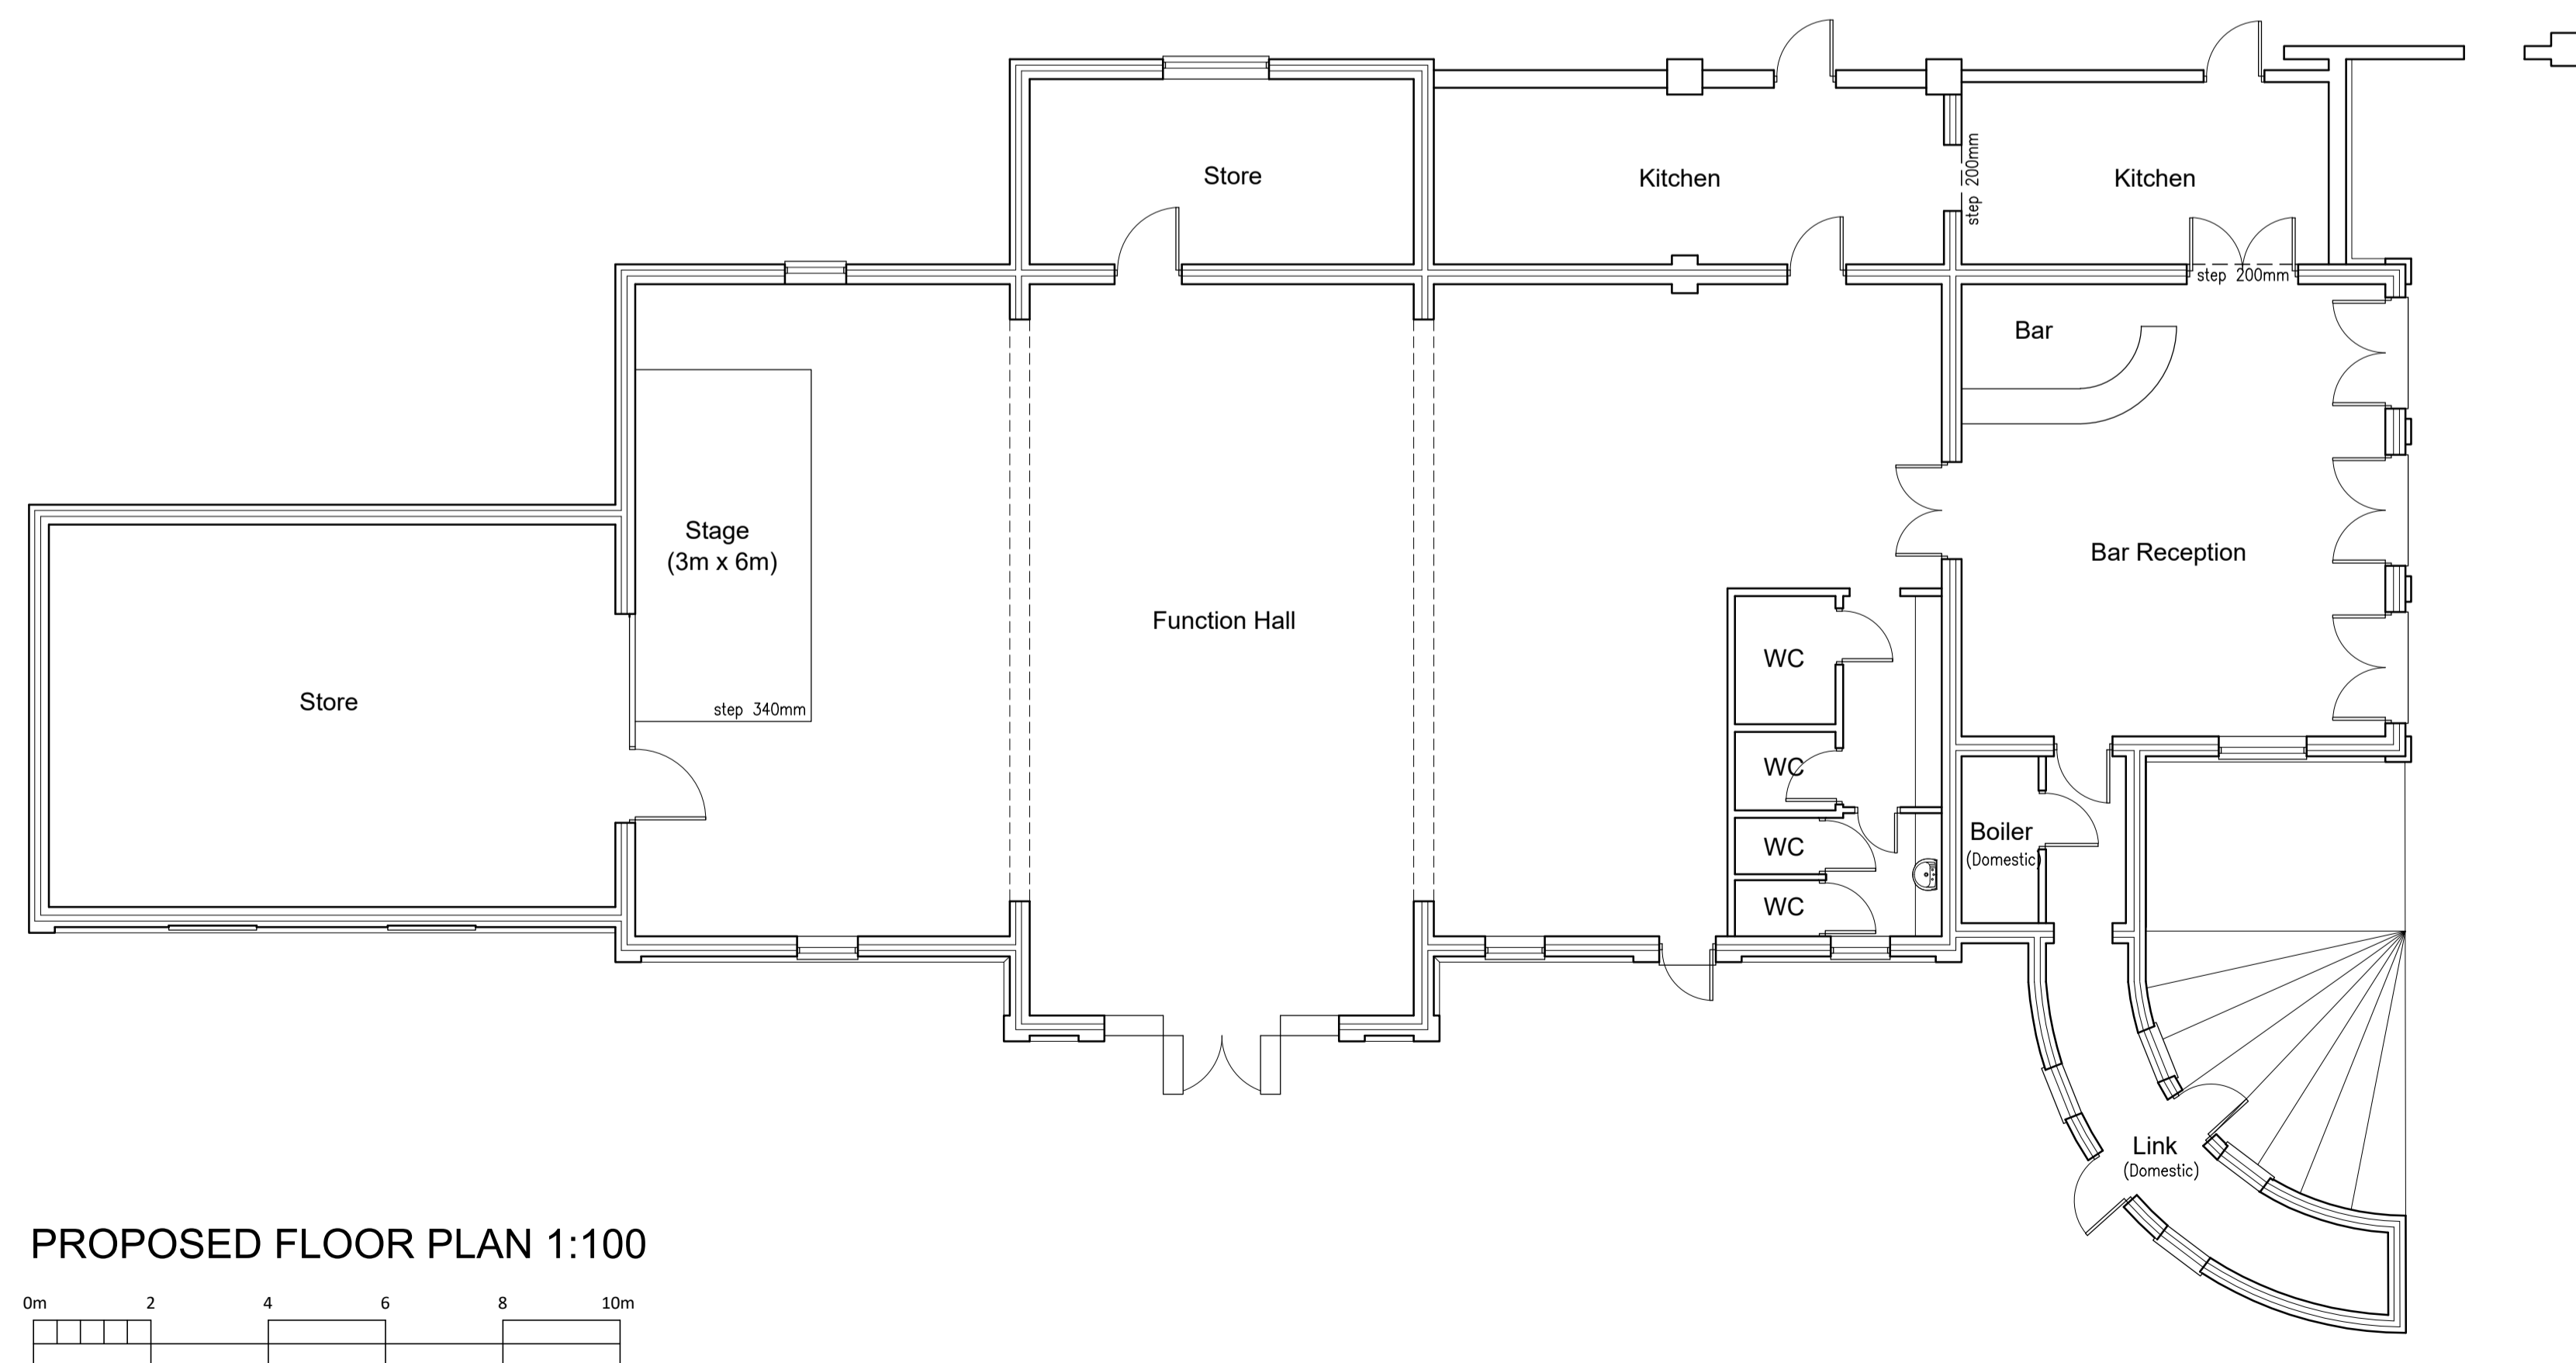 Store
Kitchen
step 200mm
Kitchen
step 200mm
Bar
Stage
(3m x 6m)
step 340mm
Function Hall
Bar Reception
Store
WC
WC
WC
WC
Boiler
(Domestic)
Link
(Domestic)
PROPOSED FLOOR PLAN 1:100
0m 2 4 6 8 10m